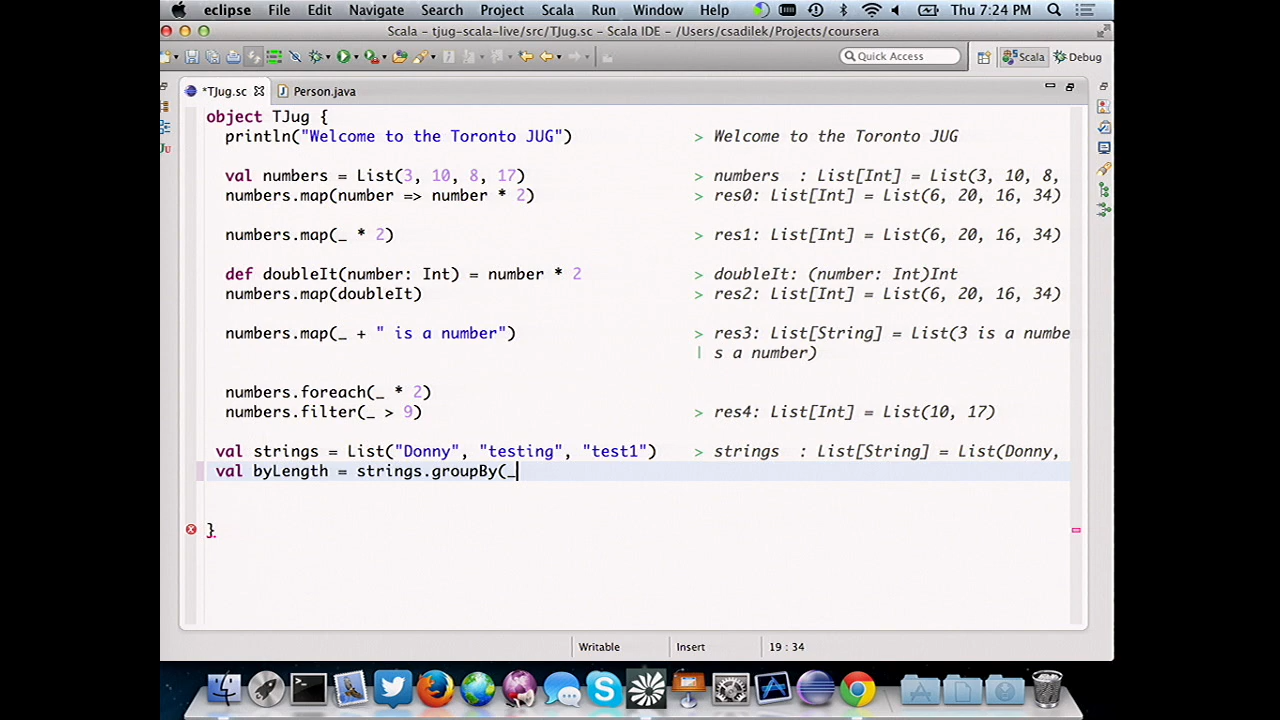 eclipse File Edit Navigate Search Project Scala Run Window Help Thu 7:24 PM
Scala - tjug-scala-live/src/TJug.sc - Scala IDE - /Users/csadilek/Projects/coursera
Quick Access Scala Debug
*TJug.sc Person.java
object TJug {
println("Welcome to the Toronto JUG") > Welcome to the Toronto JUG
val numbers = List(3, 10, 8, 17) > numbers : List[Int] = List(3, 10, 8,
numbers.map(number => number * 2) > res0: List[Int] = List(6, 20, 16, 34)
numbers.map(_ * 2) > res1: List[Int] = List(6, 20, 16, 34)
def doubleIt(number: Int) = number * 2 > doubleIt: (number: Int)Int
numbers.map(doubleIt) > res2: List[Int] = List(6, 20, 16, 34)
numbers.map(_ + " is a number") > res3: List[String] = List(3 is a numbe
| s a number)
numbers.foreach(_ * 2)
numbers.filter(_ > 9) > res4: List[Int] = List(10, 17)
val strings = List("Donny", "testing", "test1") > strings : List[String] = List(Donny,
val byLength = strings.groupBy(_
}
Writable Insert 19 : 34